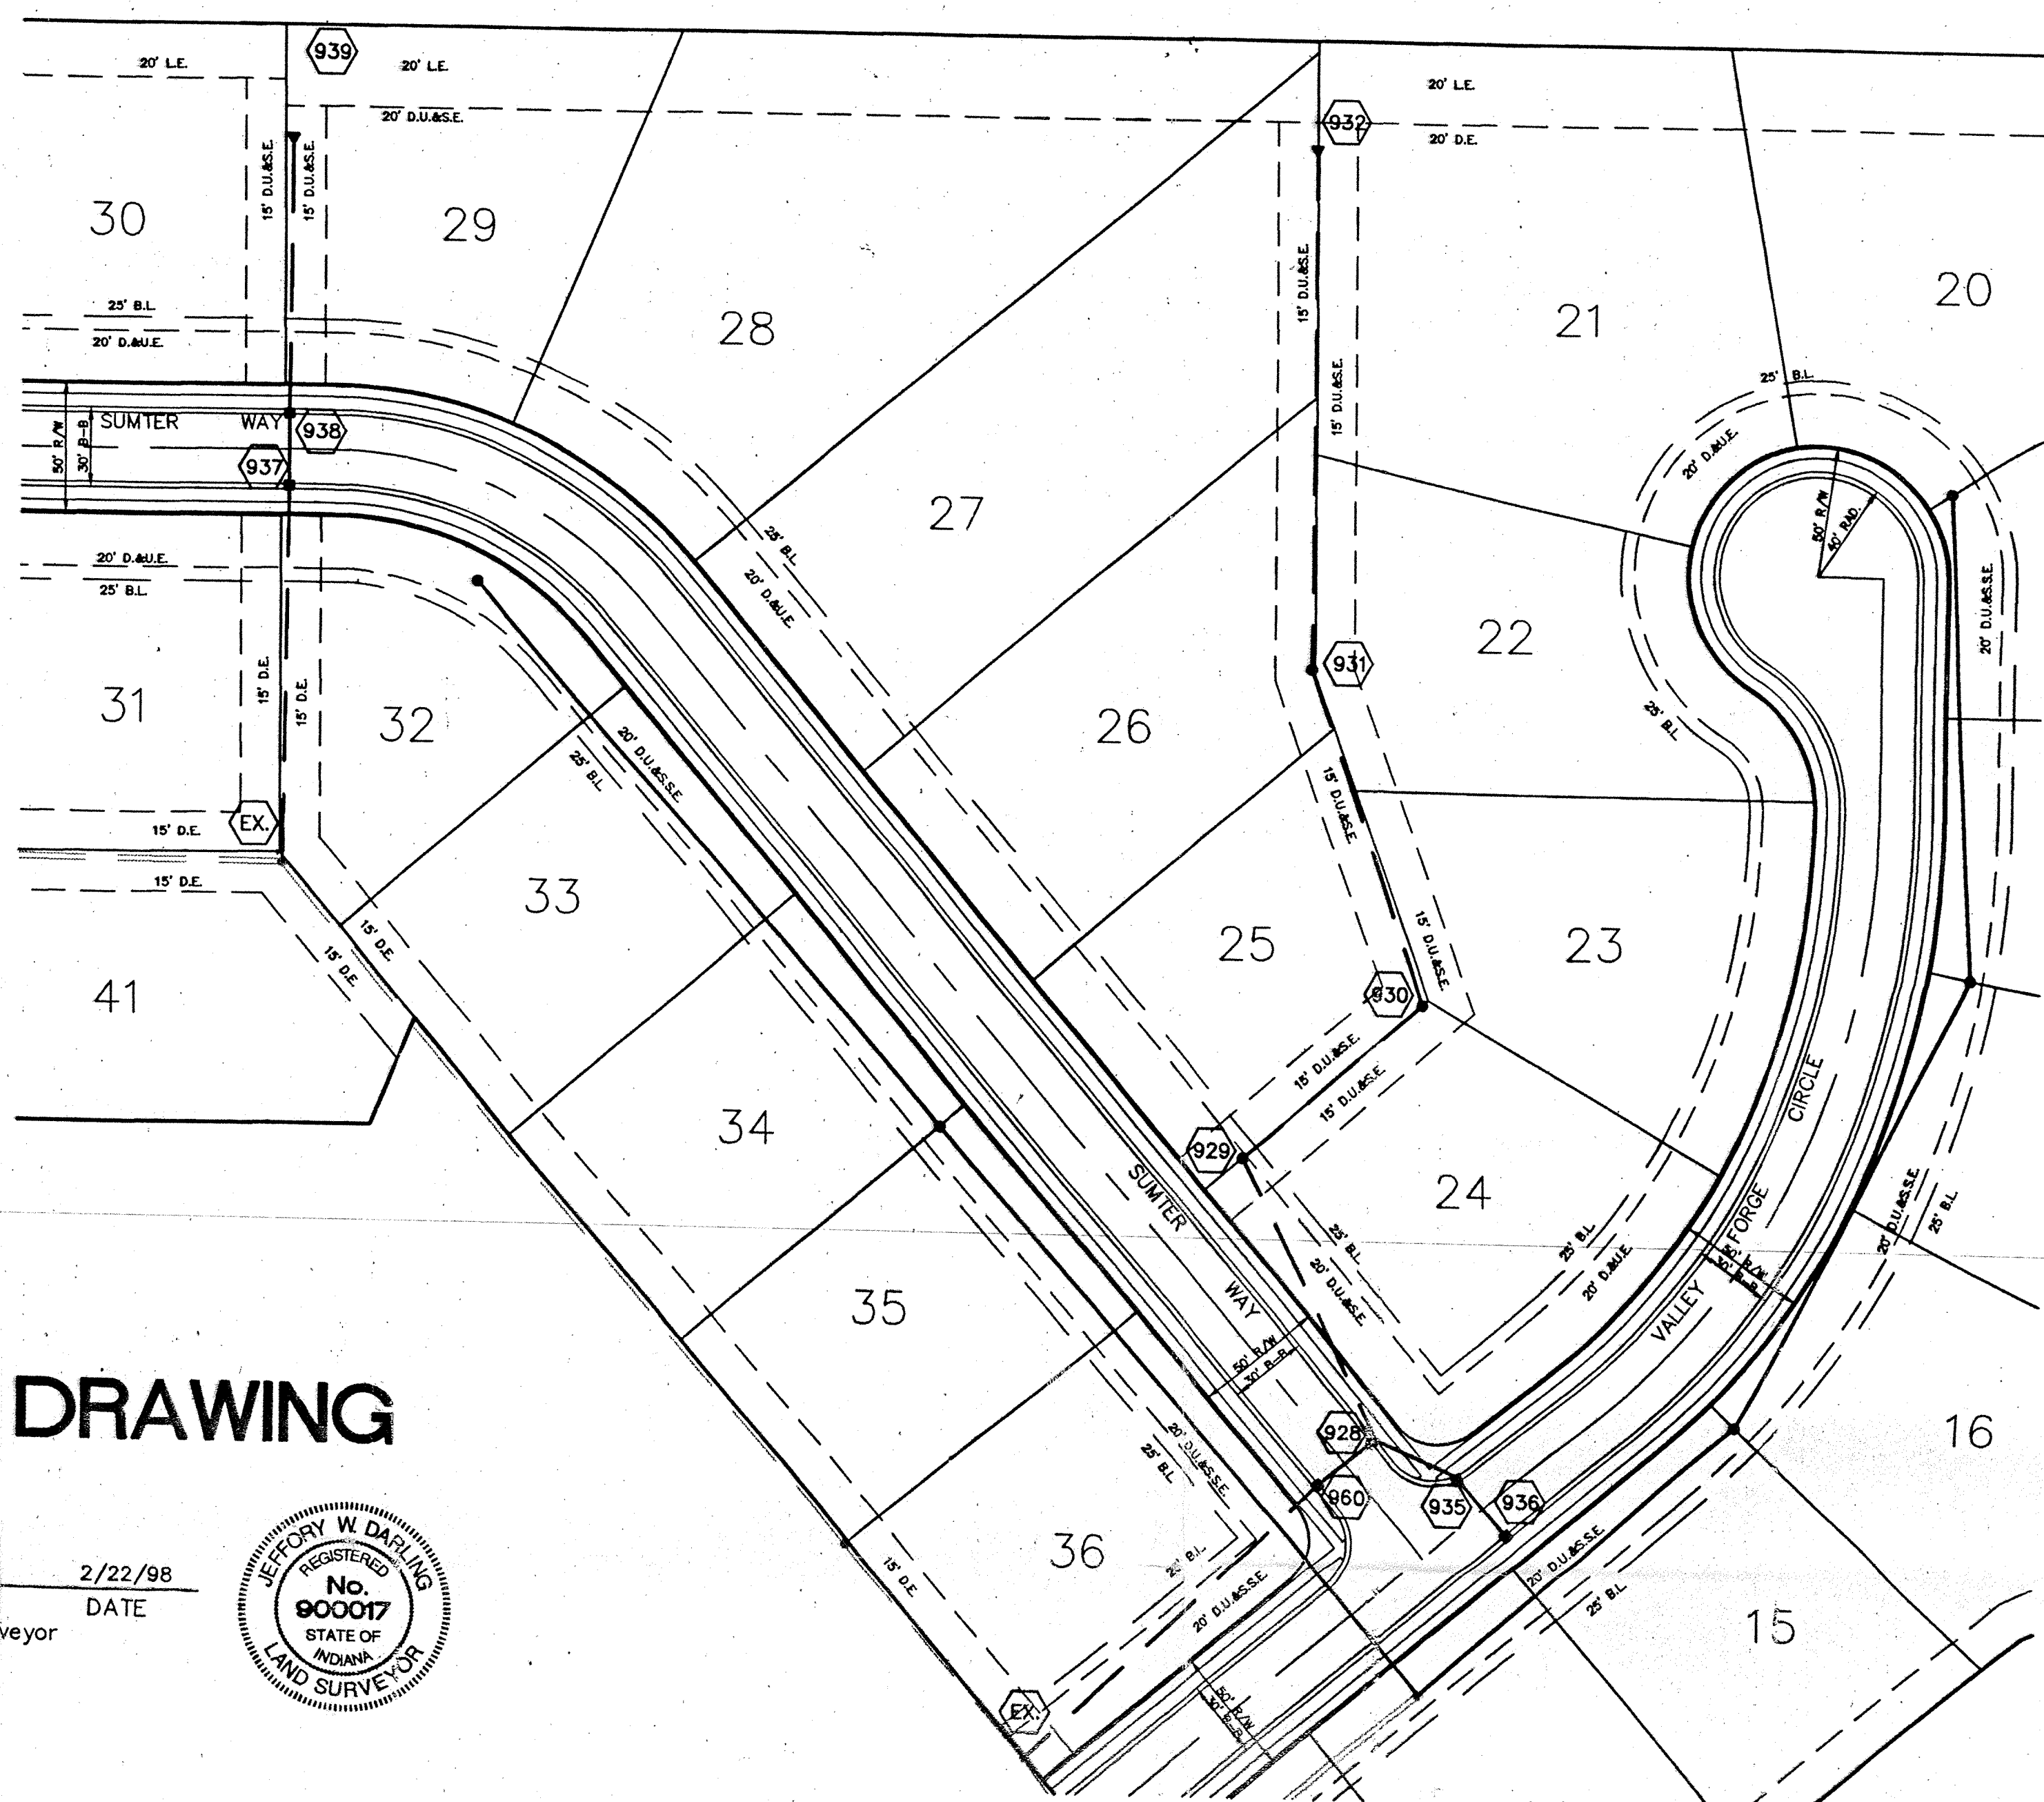 939
20' L.E.
20' L.E.
20' L.E.
20' D.U.&S.E.
932
20' D.E.
15' D.U.&S.E.
15' D.U.&S.E.
30
29
28
21
20
15' D.U.&S.E.
15' D.U.&S.E.
25' B.L.
20' D.&U.E.
25' B.L.
20' D.&U.E.
SUMTER WAY
938
937
50' R/W
30' B-B
50' R/W
40' RAD.
27
25' B.L.
20' D.&U.E.
20' D.&U.E.
25' B.L.
15' D.E.
15' D.E.
20' D.U.&S.S.E.
22
931
31
32
26
25' B.L.
20' D.U.&S.S.E.
25' B.L.
EX.
15' D.E.
15' D.E.
15' D.U.&S.E.
33
15' D.E.
15' D.E.
25
23
15' D.U.&S.E.
930
41
15' D.U.&S.E.
15' D.U.&S.E.
34
929
24
SUMTER
WAY
VALLEY
FORGE
CIRCLE
20' D.U.&S.S.E.
25' B.L.
25' B.L.
20' D.U.&S.E.
25' B.L.
20' D.&U.E.
50' R/W
30' B-B
35
50' R/W
30' B-B
DRAWING
20' D.U.&S.S.E.
25' B.L.
928
960
935
936
16
36
25' B.L.
20' D.U.&S.S.E.
20' D.U.&S.S.E.
25' B.L.
15' D.E.
15
2/22/98
DATE
veyor
JEFFORY W. DARLING
REGISTERED
No.
900017
STATE OF
INDIANA
LAND SURVEYOR
EX.
50' R/W
30' B-B